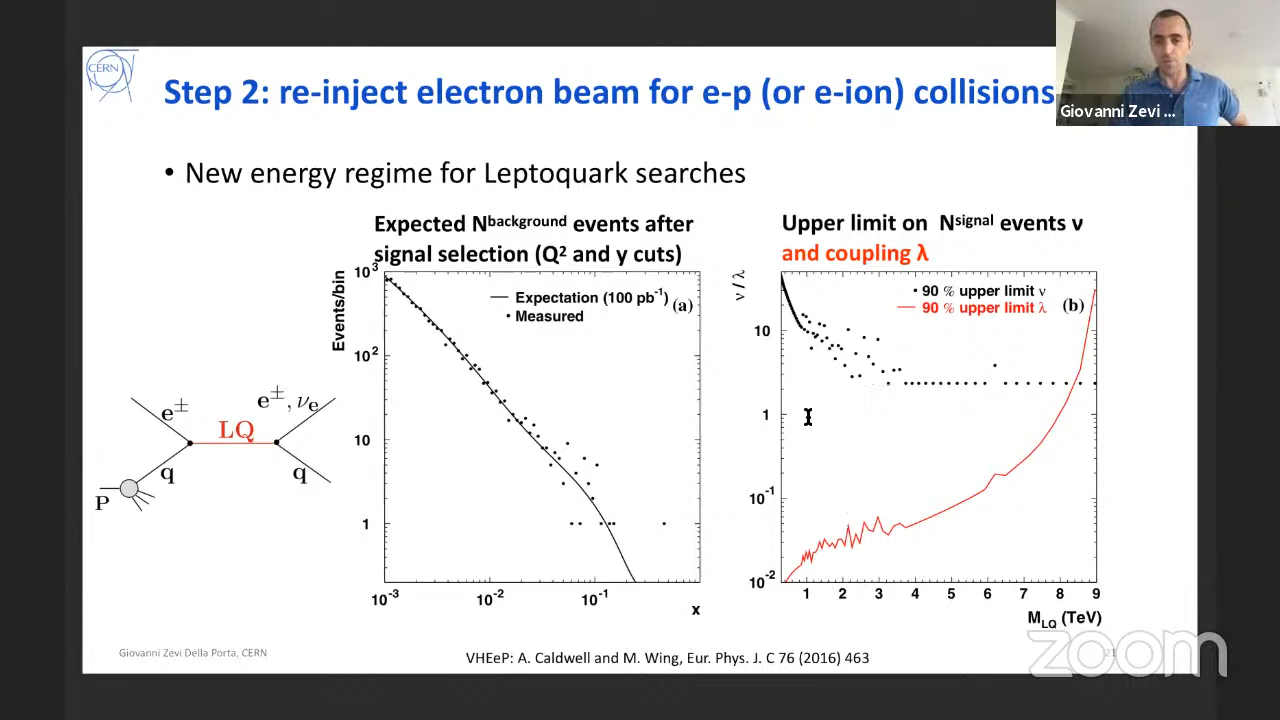 CERN
Step 2: re-inject electron beam for e-p (or e-ion) collisions
Giovanni Zevi ...
• New energy regime for Leptoquark searches
Expected Nbackground events after
signal selection (Q² and y cuts)
Upper limit on Nsignal events ν
and coupling λ
Events/bin
10³
10²
10
1
10⁻³
10⁻²
10⁻¹
x
Expectation (100 pb⁻¹)
(a)
Measured
ν / λ
10
1
10⁻¹
10⁻²
1 2 3 4 5 6 7 8 9
M_LQ (TeV)
90 % upper limit ν
90 % upper limit λ
(b)
e±
e±, νe
LQ
q
q
P
Giovanni Zevi Della Porta, CERN
VHEeP: A. Caldwell and M. Wing, Eur. Phys. J. C 76 (2016) 463
21
zoom